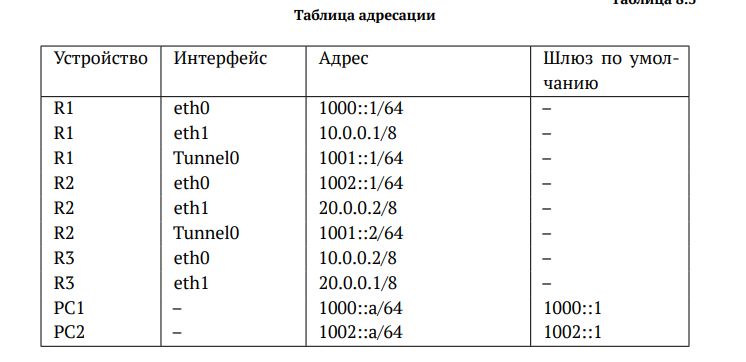 Таблица 8.3
Таблица адресации
Устройство Интерфейс Адрес Шлюз по умол-
чанию
R1 eth0 1000::1/64 –
R1 eth1 10.0.0.1/8 –
R1 Tunnel0 1001::1/64 –
R2 eth0 1002::1/64 –
R2 eth1 20.0.0.2/8 –
R2 Tunnel0 1001::2/64 –
R3 eth0 10.0.0.2/8 –
R3 eth1 20.0.0.1/8 –
PC1 – 1000::a/64 1000::1
PC2 – 1002::a/64 1002::1